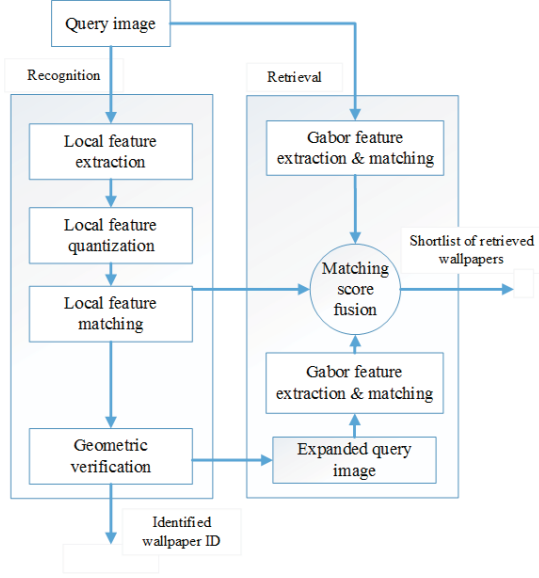 Query image
Recognition
Retrieval
Local feature
extraction
Gabor feature
extraction & matching
Local feature
quantization
Shortlist of retrieved
wallpapers
Matching
score
fusion
Local feature
matching
Gabor feature
extraction & matching
Geometric
verification
Expanded query
image
Identified
wallpaper ID